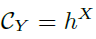 𝒞_Y = h^X